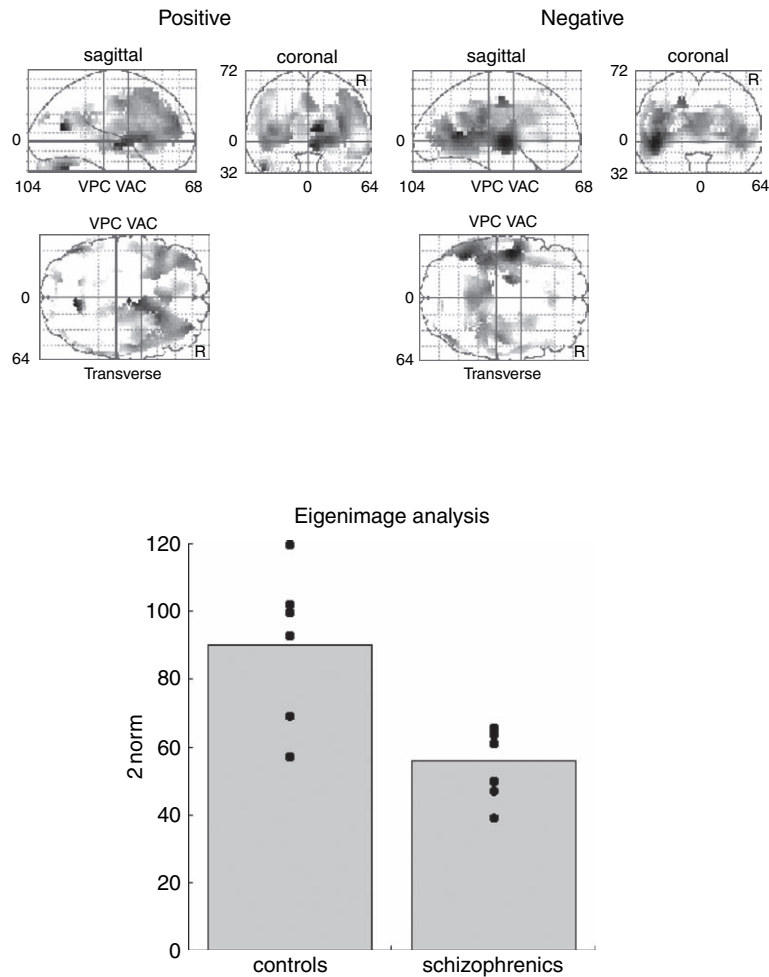 Positive
Negative
sagittal
coronal
sagittal
coronal
72
R
72
R
0
0
0
0
32
32
104
VPC VAC
68
0
64
104
VPC VAC
68
0
64
VPC VAC
VPC VAC
0
0
R
R
64
64
Transverse
Transverse
Eigenimage analysis
120
100
80
60
40
20
0
2 norm
controls
schizophrenics